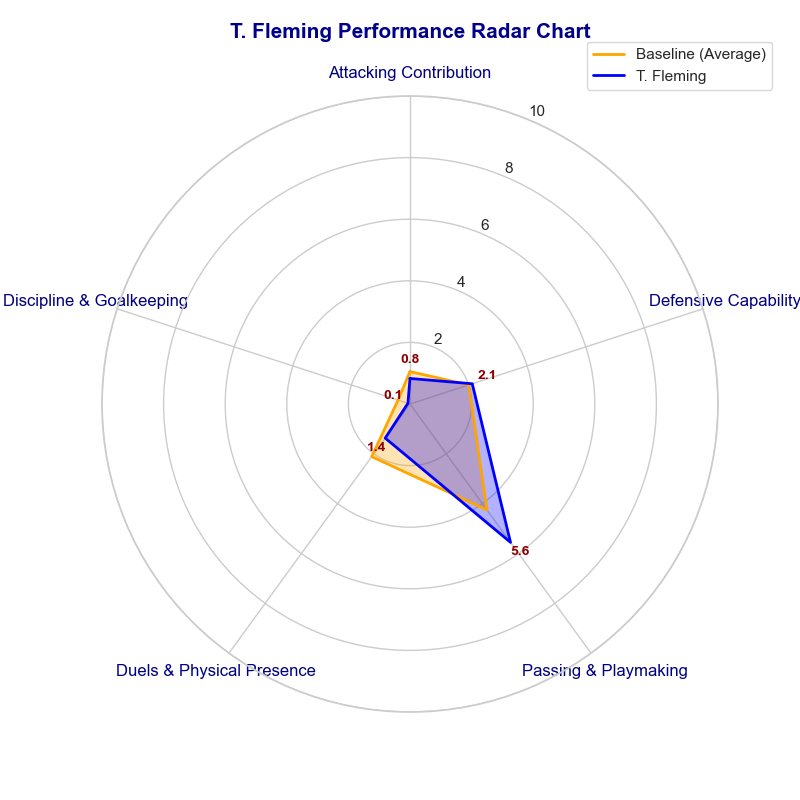 T. Fleming Performance Radar Chart
Baseline (Average)
T. Fleming
Attacking Contribution
10
8
6
4
2
Discipline & Goalkeeping
Defensive Capability
0.8
2.1
0.1
1.4
5.6
Duels & Physical Presence
Passing & Playmaking